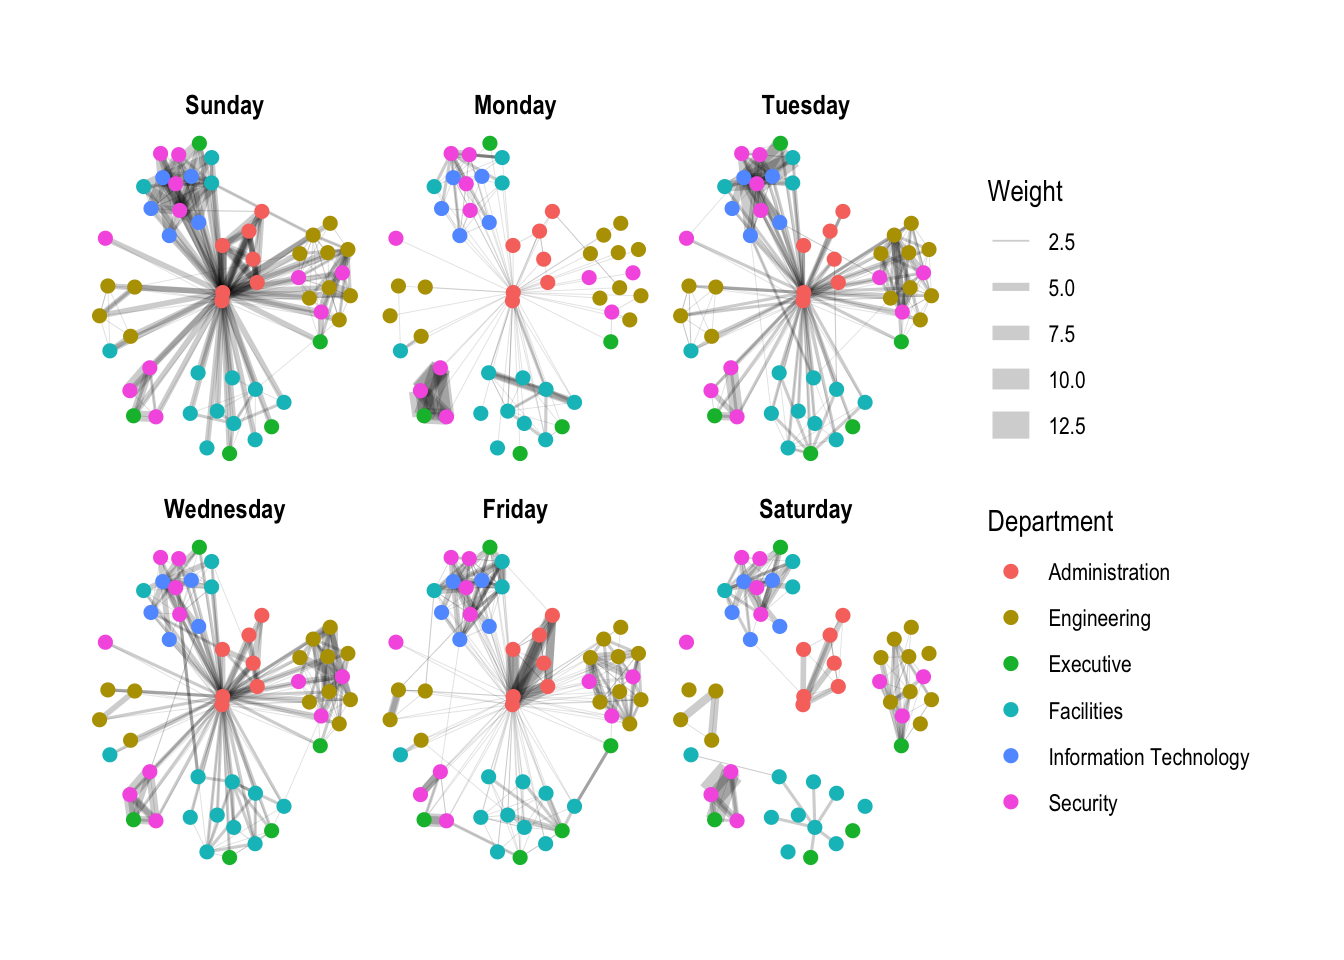 Sunday
Monday
Tuesday
Wednesday
Friday
Saturday
Weight
2.5
5.0
7.5
10.0
12.5
Department
Administration
Engineering
Executive
Facilities
Information Technology
Security